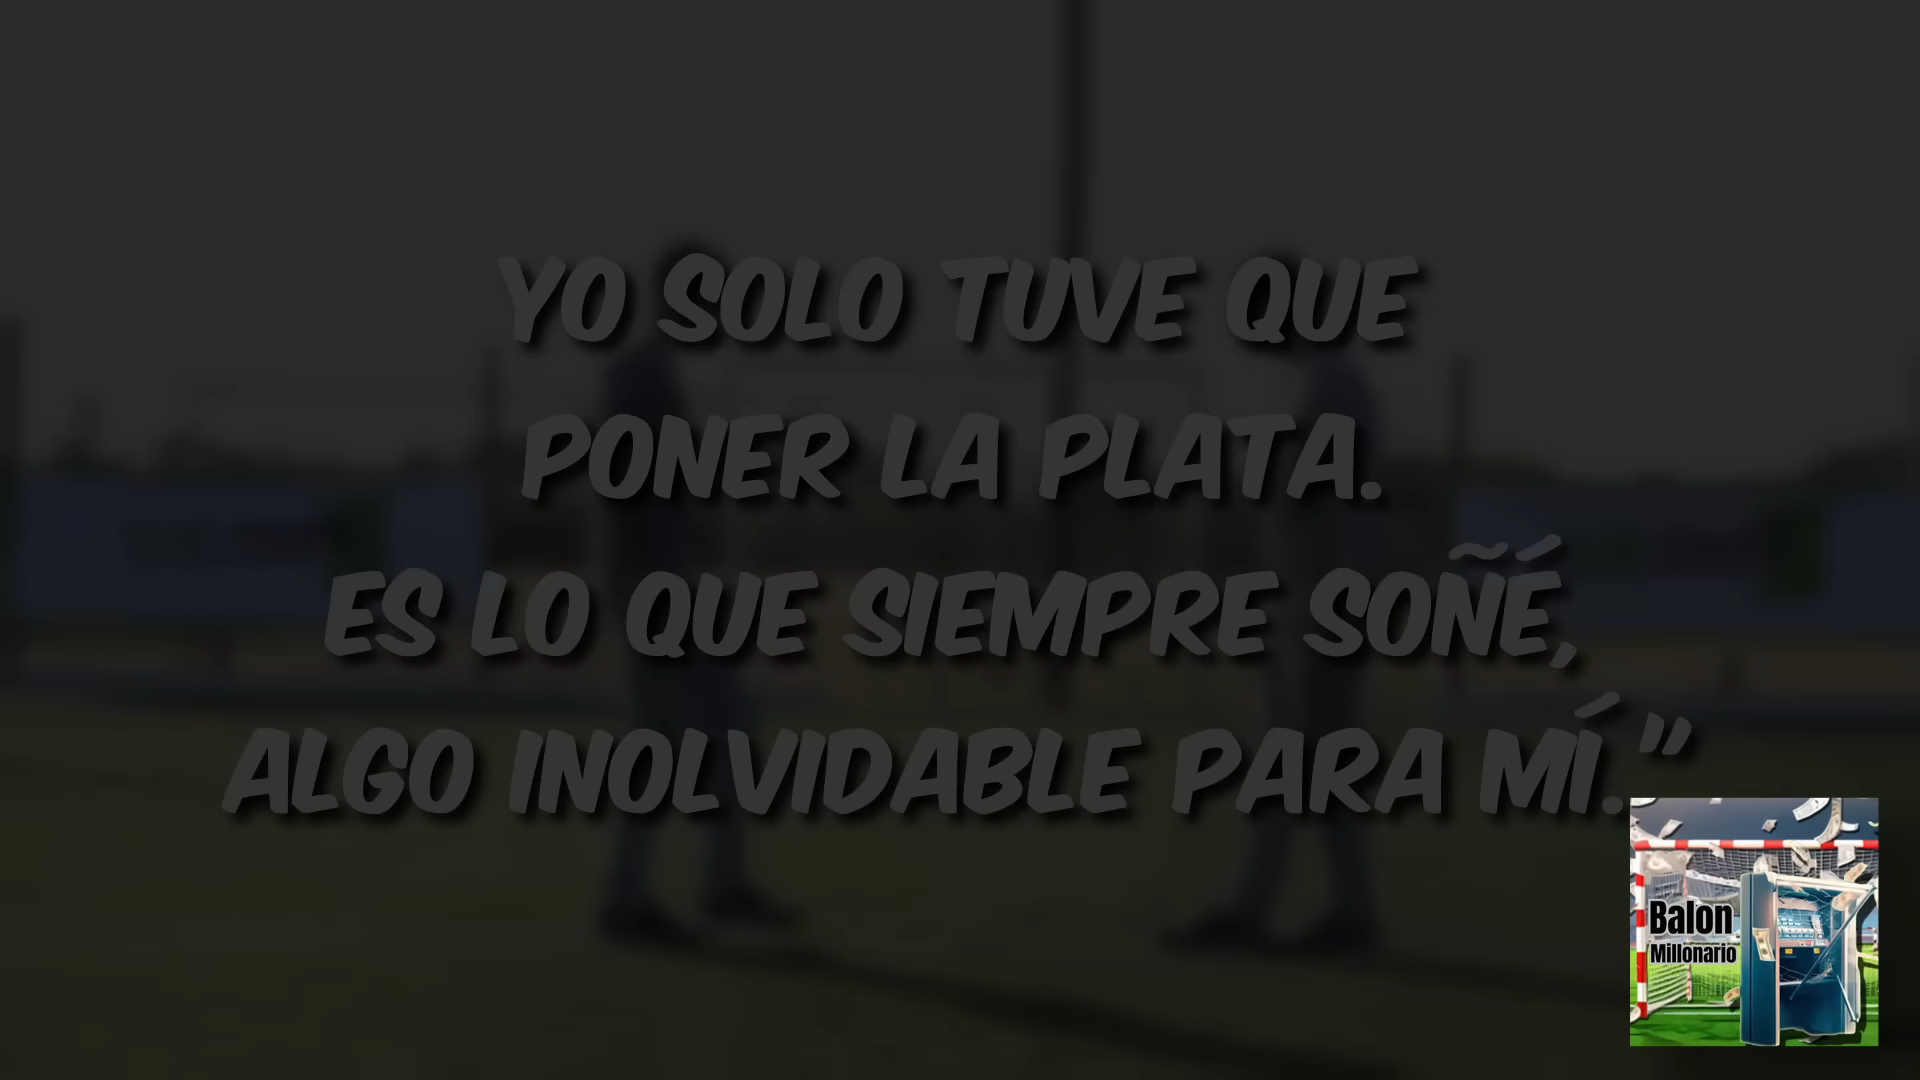 YO SOLO TUVE QUE
PONER LA PLATA.
ES LO QUE SIEMPRE SOÑÉ,
ALGO INOLVIDABLE PARA MÍ.”
Balon
Millonario